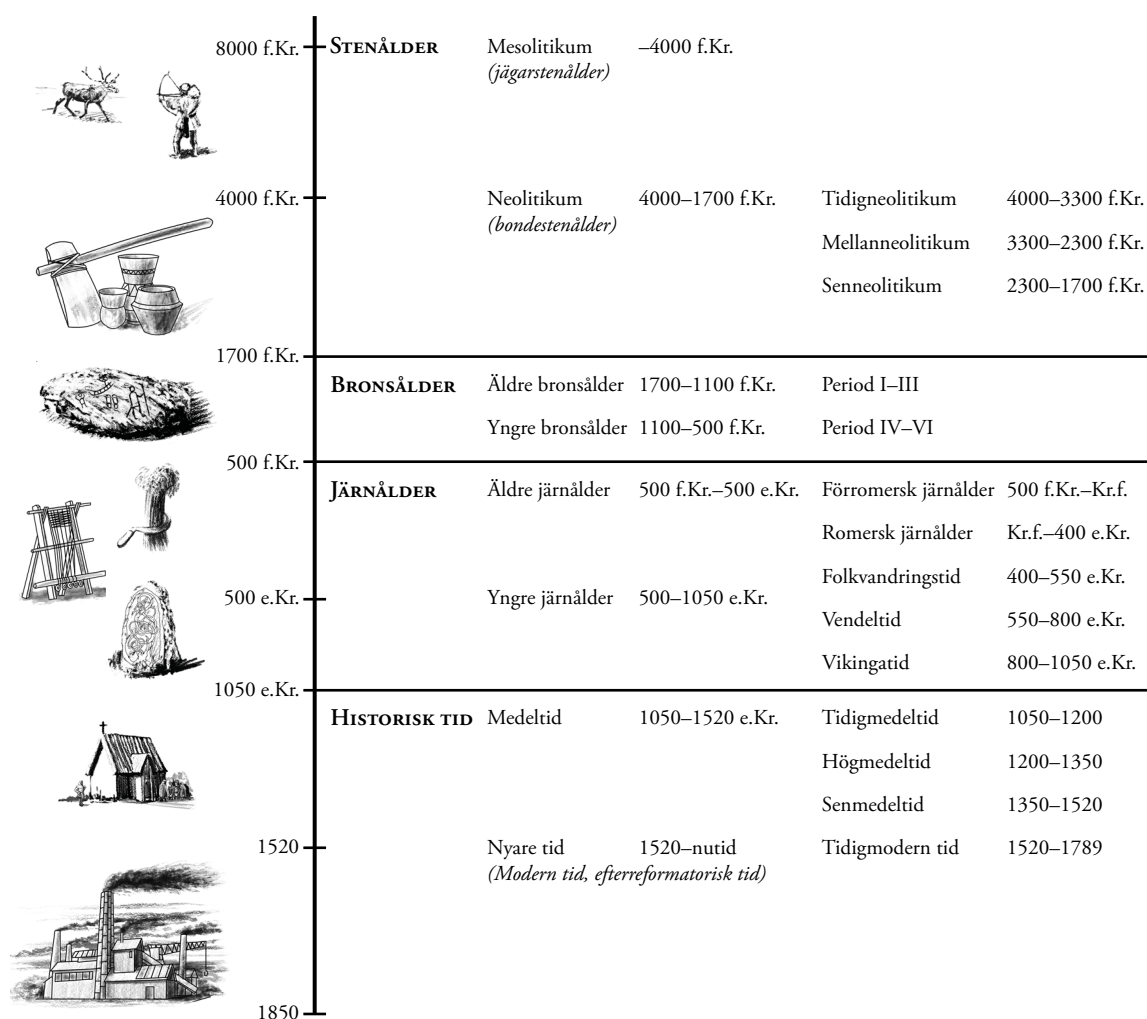 8000 f.Kr. STENÅLDER Mesolitikum –4000 f.Kr.
(jägarstenålder)
4000 f.Kr. Neolitikum 4000–1700 f.Kr. Tidigneolitikum 4000–3300 f.Kr.
(bondestenålder)
Mellanneolitikum 3300–2300 f.Kr.
Senneolitikum 2300–1700 f.Kr.
1700 f.Kr.
BRONSÅLDER Äldre bronsålder 1700–1100 f.Kr. Period I–III
Yngre bronsålder 1100–500 f.Kr. Period IV–VI
500 f.Kr.
JÄRNÅLDER Äldre järnålder 500 f.Kr.–500 e.Kr. Förromersk järnålder 500 f.Kr.–Kr.f.
Romersk järnålder Kr.f.–400 e.Kr.
Folkvandringstid 400–550 e.Kr.
500 e.Kr. Yngre järnålder 500–1050 e.Kr.
Vendeltid 550–800 e.Kr.
Vikingatid 800–1050 e.Kr.
1050 e.Kr.
HISTORISK TID Medeltid 1050–1520 e.Kr. Tidigmedeltid 1050–1200
Högmedeltid 1200–1350
Senmedeltid 1350–1520
1520 Nyare tid 1520–nutid Tidigmodern tid 1520–1789
(Modern tid, efterreformatorisk tid)
1850